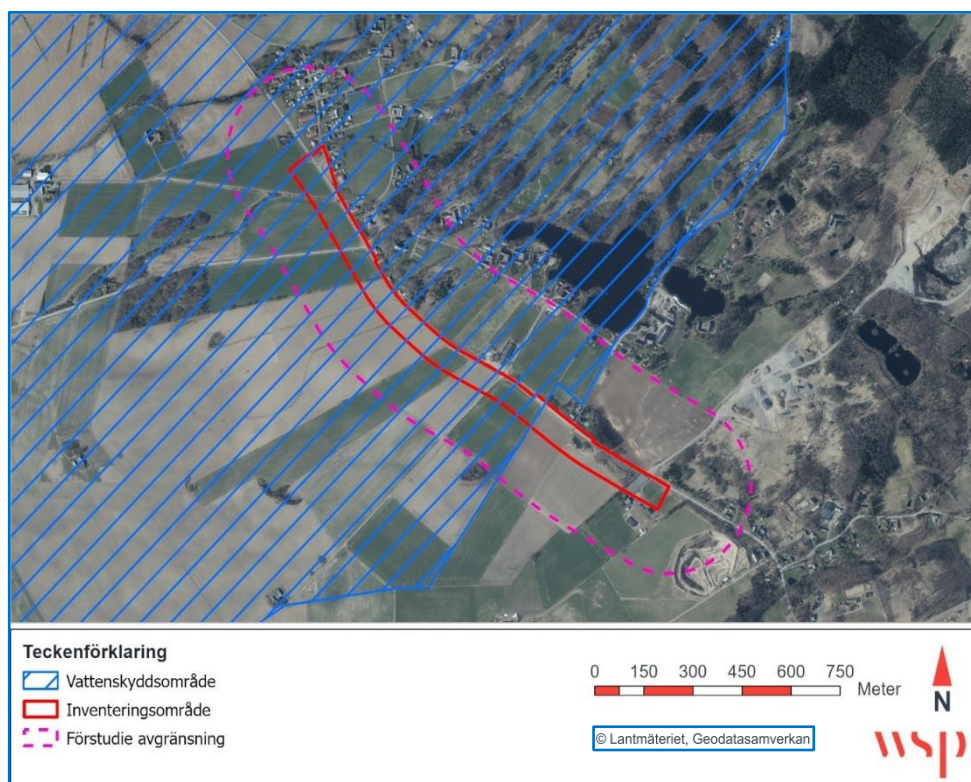 Teckenförklaring
Vattenskyddsområde
Inventeringsområde
Förstudie avgränsning
0 150 300 450 600 750
Meter
© Lantmäteriet, Geodatasamverkan
N
wsp